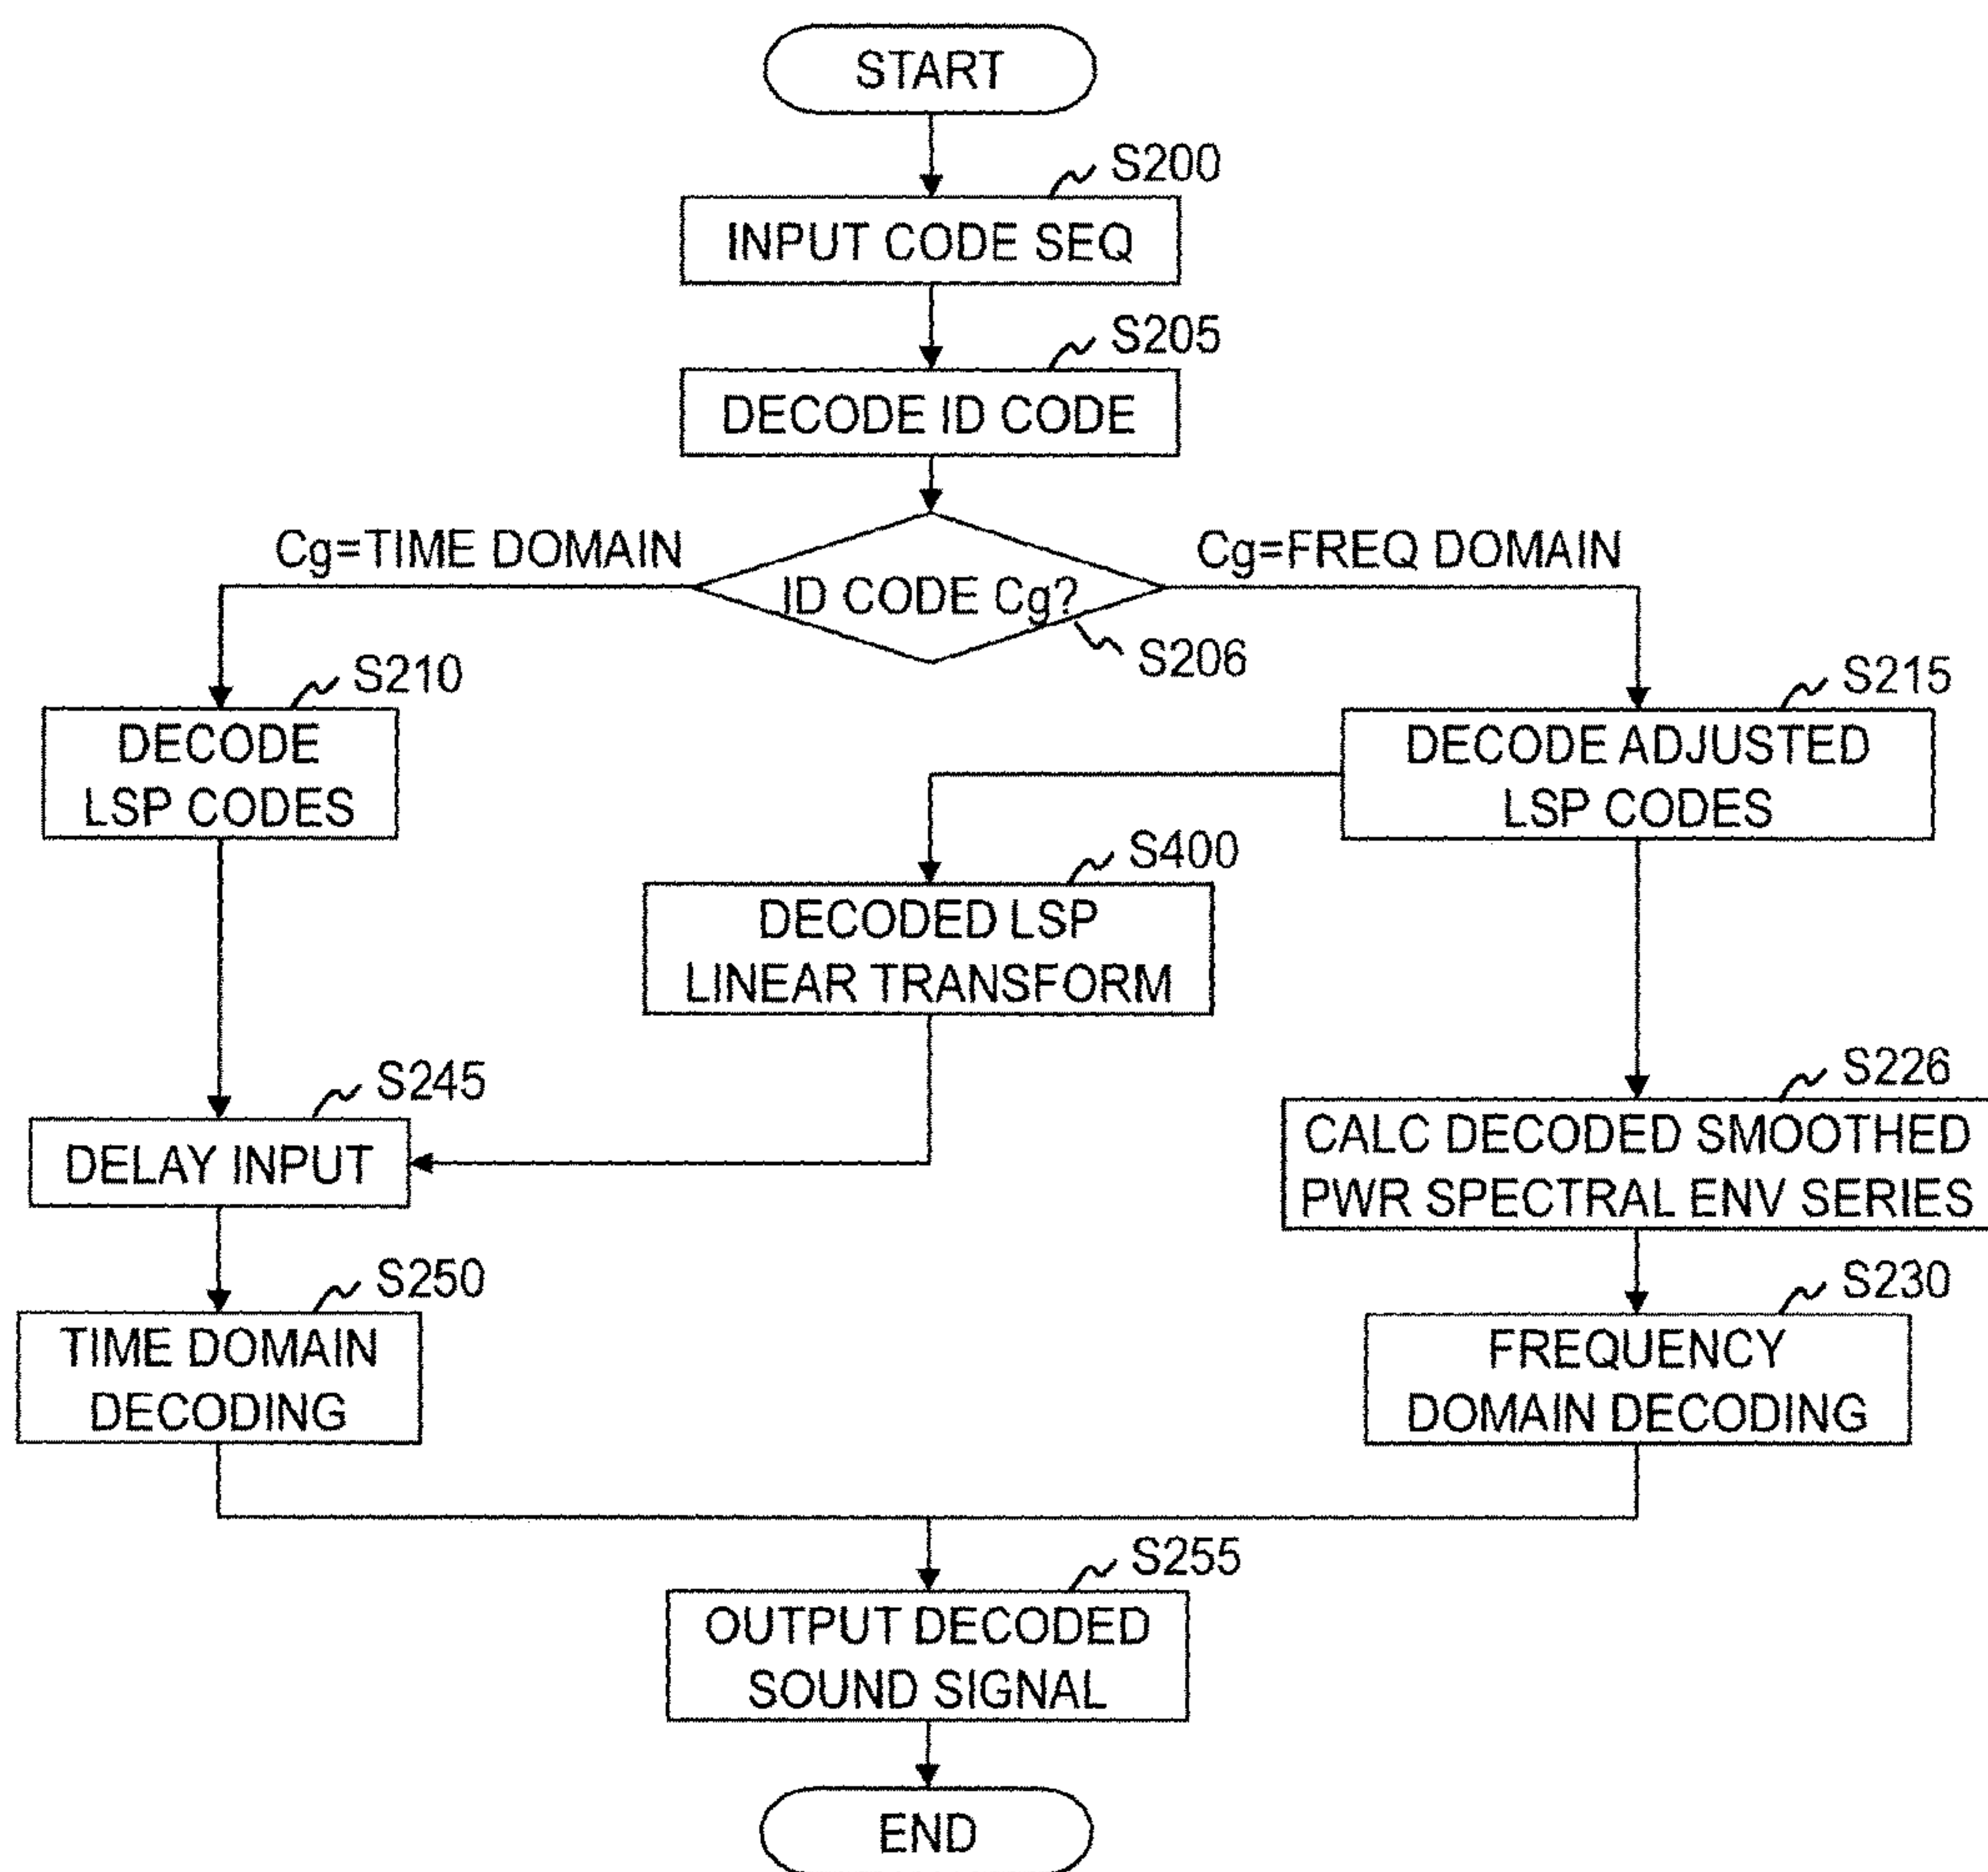 START
S200
INPUT CODE SEQ
S205
DECODE ID CODE
Cg=TIME DOMAIN
Cg=FREQ DOMAIN
ID CODE Cg?
S206
S210
DECODE
LSP CODES
S215
DECODE ADJUSTED
LSP CODES
S400
DECODED LSP
LINEAR TRANSFORM
S245
DELAY INPUT
S226
CALC DECODED SMOOTHED
PWR SPECTRAL ENV SERIES
S250
TIME DOMAIN
DECODING
S230
FREQUENCY
DOMAIN DECODING
S255
OUTPUT DECODED
SOUND SIGNAL
END